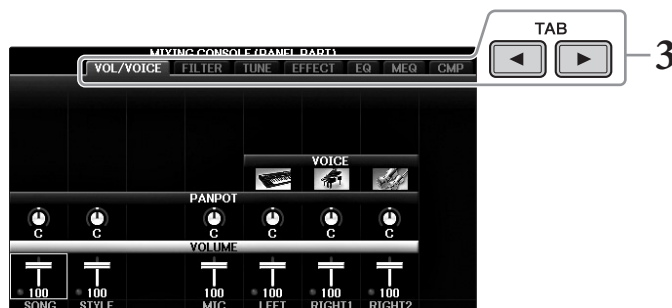 TAB
3
MIXING CONSOLE (PANEL PART)
VOL/VOICE FILTER TUNE EFFECT EQ MEQ CMP
VOICE
PANPOT
C C C C C C
VOLUME
100 100 100 100 100 100
SONG STYLE MIC LEFT RIGHT1 RIGHT2